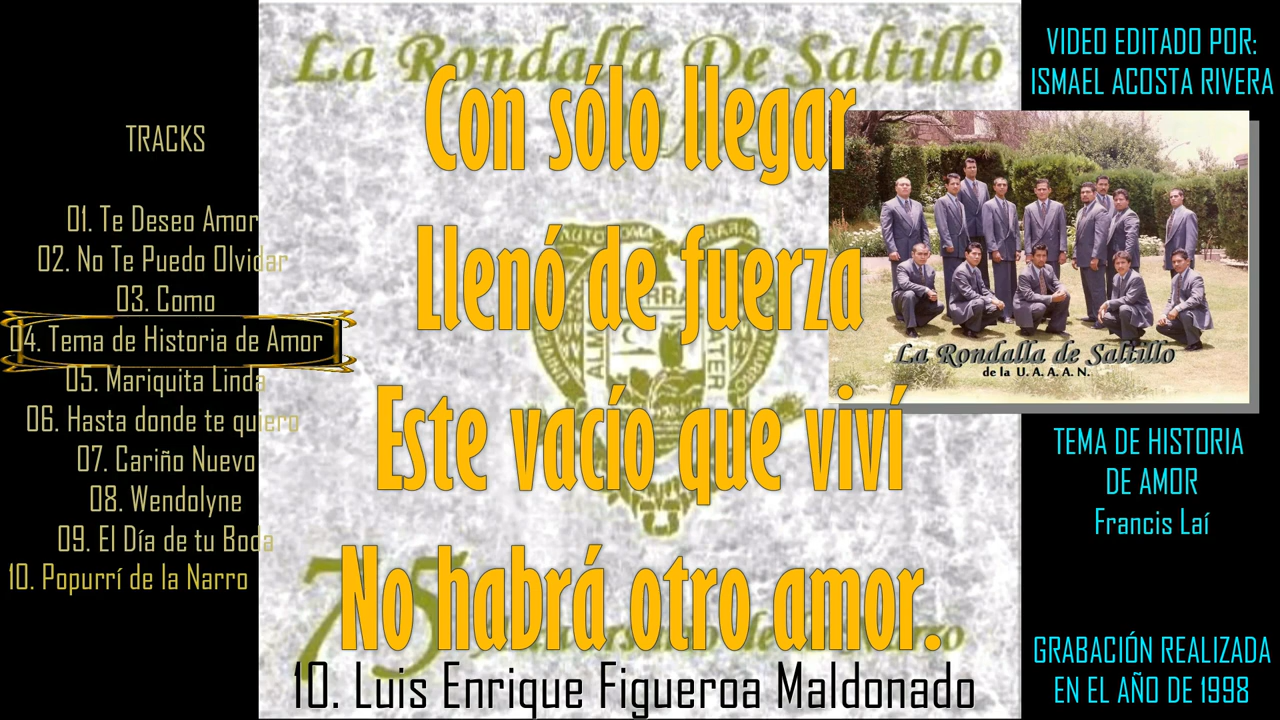 TRACKS
01. Te Deseo Amor
02. No Te Puedo Olvidar
03. Como
04. Tema de Historia de Amor
05. Mariquita Linda
06. Hasta donde te quiero
07. Cariño Nuevo
08. Wendolyne
09. El Día de tu Boda
10. Popurrí de la Narro
La Rondalla De Saltillo
Con sólo llegar
Llenó de fuerza
Este vacío que viví
No habrá otro amor.
75
10. Luis Enrique Figueroa Maldonado
VIDEO EDITADO POR:
ISMAEL ACOSTA RIVERA
La Rondalla de Saltillo
de la U. A. A. A. N.
TEMA DE HISTORIA
DE AMOR
Francis Laí
GRABACIÓN REALIZADA
EN EL AÑO DE 1998